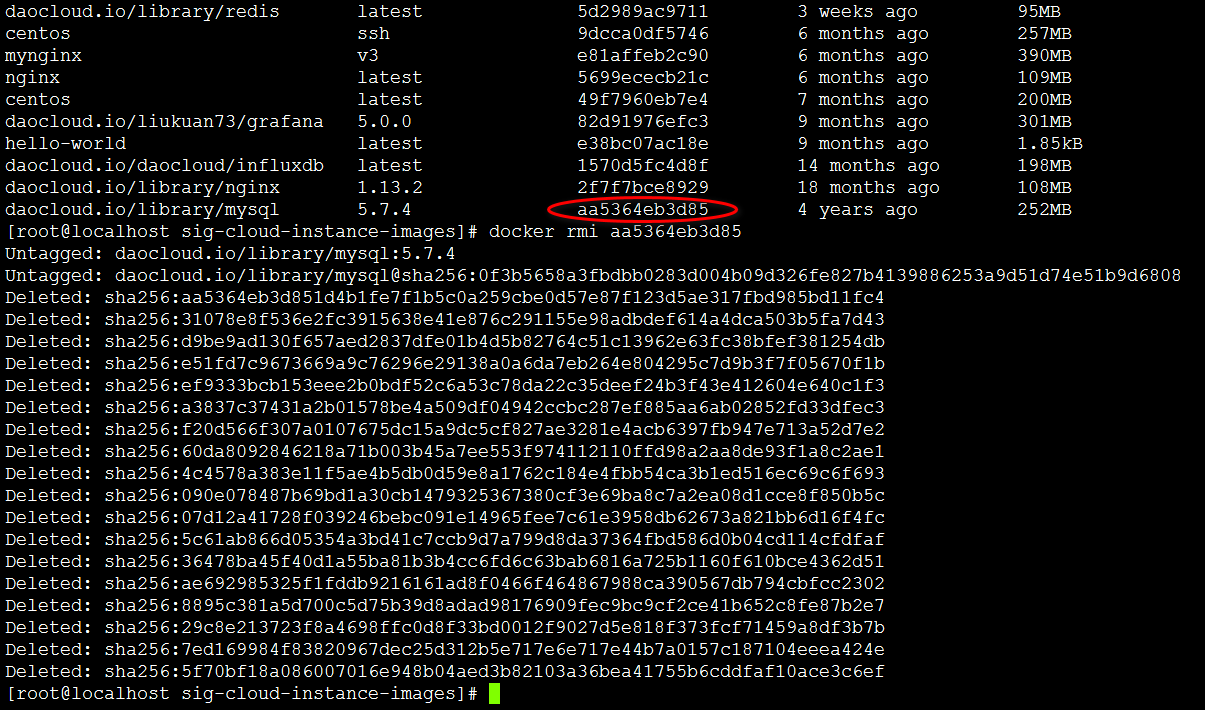 daocloud.io/library/redis latest 5d2989ac9711 3 weeks ago 95MB
centos ssh 9dcca0df5746 6 months ago 257MB
mynginx v3 e81affeb2c90 6 months ago 390MB
nginx latest 5699ececb21c 6 months ago 109MB
centos latest 49f7960eb7e4 7 months ago 200MB
daocloud.io/liukuan73/grafana 5.0.0 82d91976efc3 9 months ago 301MB
hello-world latest e38bc07ac18e 9 months ago 1.85kB
daocloud.io/daocloud/influxdb latest 1570d5fc4d8f 14 months ago 198MB
daocloud.io/library/nginx 1.13.2 2f7f7bce8929 18 months ago 108MB
daocloud.io/library/mysql 5.7.4 aa5364eb3d85 4 years ago 252MB
[root@localhost sig-cloud-instance-images]# docker rmi aa5364eb3d85
Untagged: daocloud.io/library/mysql:5.7.4
Untagged: daocloud.io/library/mysql@sha256:0f3b5658a3fbdbb0283d004b09d326fe827b4139886253a9d51d74e51b9d6808
Deleted: sha256:aa5364eb3d851d4b1fe7f1b5c0a259cbe0d57e87f123d5ae317fbd985bd11fc4
Deleted: sha256:31078e8f536e2fc3915638e41e876c291155e98adbdef614a4dca503b5fa7d43
Deleted: sha256:d9be9ad130f657aed2837dfe01b4d5b82764c51c13962e63fc38bfef381254db
Deleted: sha256:e51fd7c9673669a9c76296e29138a0a6da7eb264e804295c7d9b3f7f05670f1b
Deleted: sha256:ef9333bcb153eee2b0bdf52c6a53c78da22c35deef24b3f43e412604e640c1f3
Deleted: sha256:a3837c37431a2b01578be4a509df04942ccbc287ef885aa6ab02852fd33dfec3
Deleted: sha256:f20d566f307a0107675dc15a9dc5cf827ae3281e4acb6397fb947e713a52d7e2
Deleted: sha256:60da8092846218a71b003b45a7ee553f974112110ffd98a2aa8de93f1a8c2ae1
Deleted: sha256:4c4578a383e11f5ae4b5db0d59e8a1762c184e4fbb54ca3b1ed516ec69c6f693
Deleted: sha256:090e078487b69bd1a30cb1479325367380cf3e69ba8c7a2ea08d1cce8f850b5c
Deleted: sha256:07d12a41728f039246bebc091e14965fee7c61e3958db62673a821bb6d16f4fc
Deleted: sha256:5c61ab866d05354a3bd41c7ccb9d7a799d8da37364fbd586d0b04cd114cfdfaf
Deleted: sha256:36478ba45f40d1a55ba81b3b4cc6fd6c63bab6816a725b1160f610bce4362d51
Deleted: sha256:ae692985325f1fddb9216161ad8f0466f464867988ca390567db794cbfcc2302
Deleted: sha256:8895c381a5d700c5d75b39d8adad98176909fec9bc9cf2ce41b652c8fe87b2e7
Deleted: sha256:29c8e213723f8a4698ffc0d8f33bd0012f9027d5e818f373fcf71459a8df3b7b
Deleted: sha256:7ed169984f83820967dec25d312b5e717e6e717e44b7a0157c187104eeea424e
Deleted: sha256:5f70bf18a086007016e948b04aed3b82103a36bea41755b6cddfaf10ace3c6ef
[root@localhost sig-cloud-instance-images]#